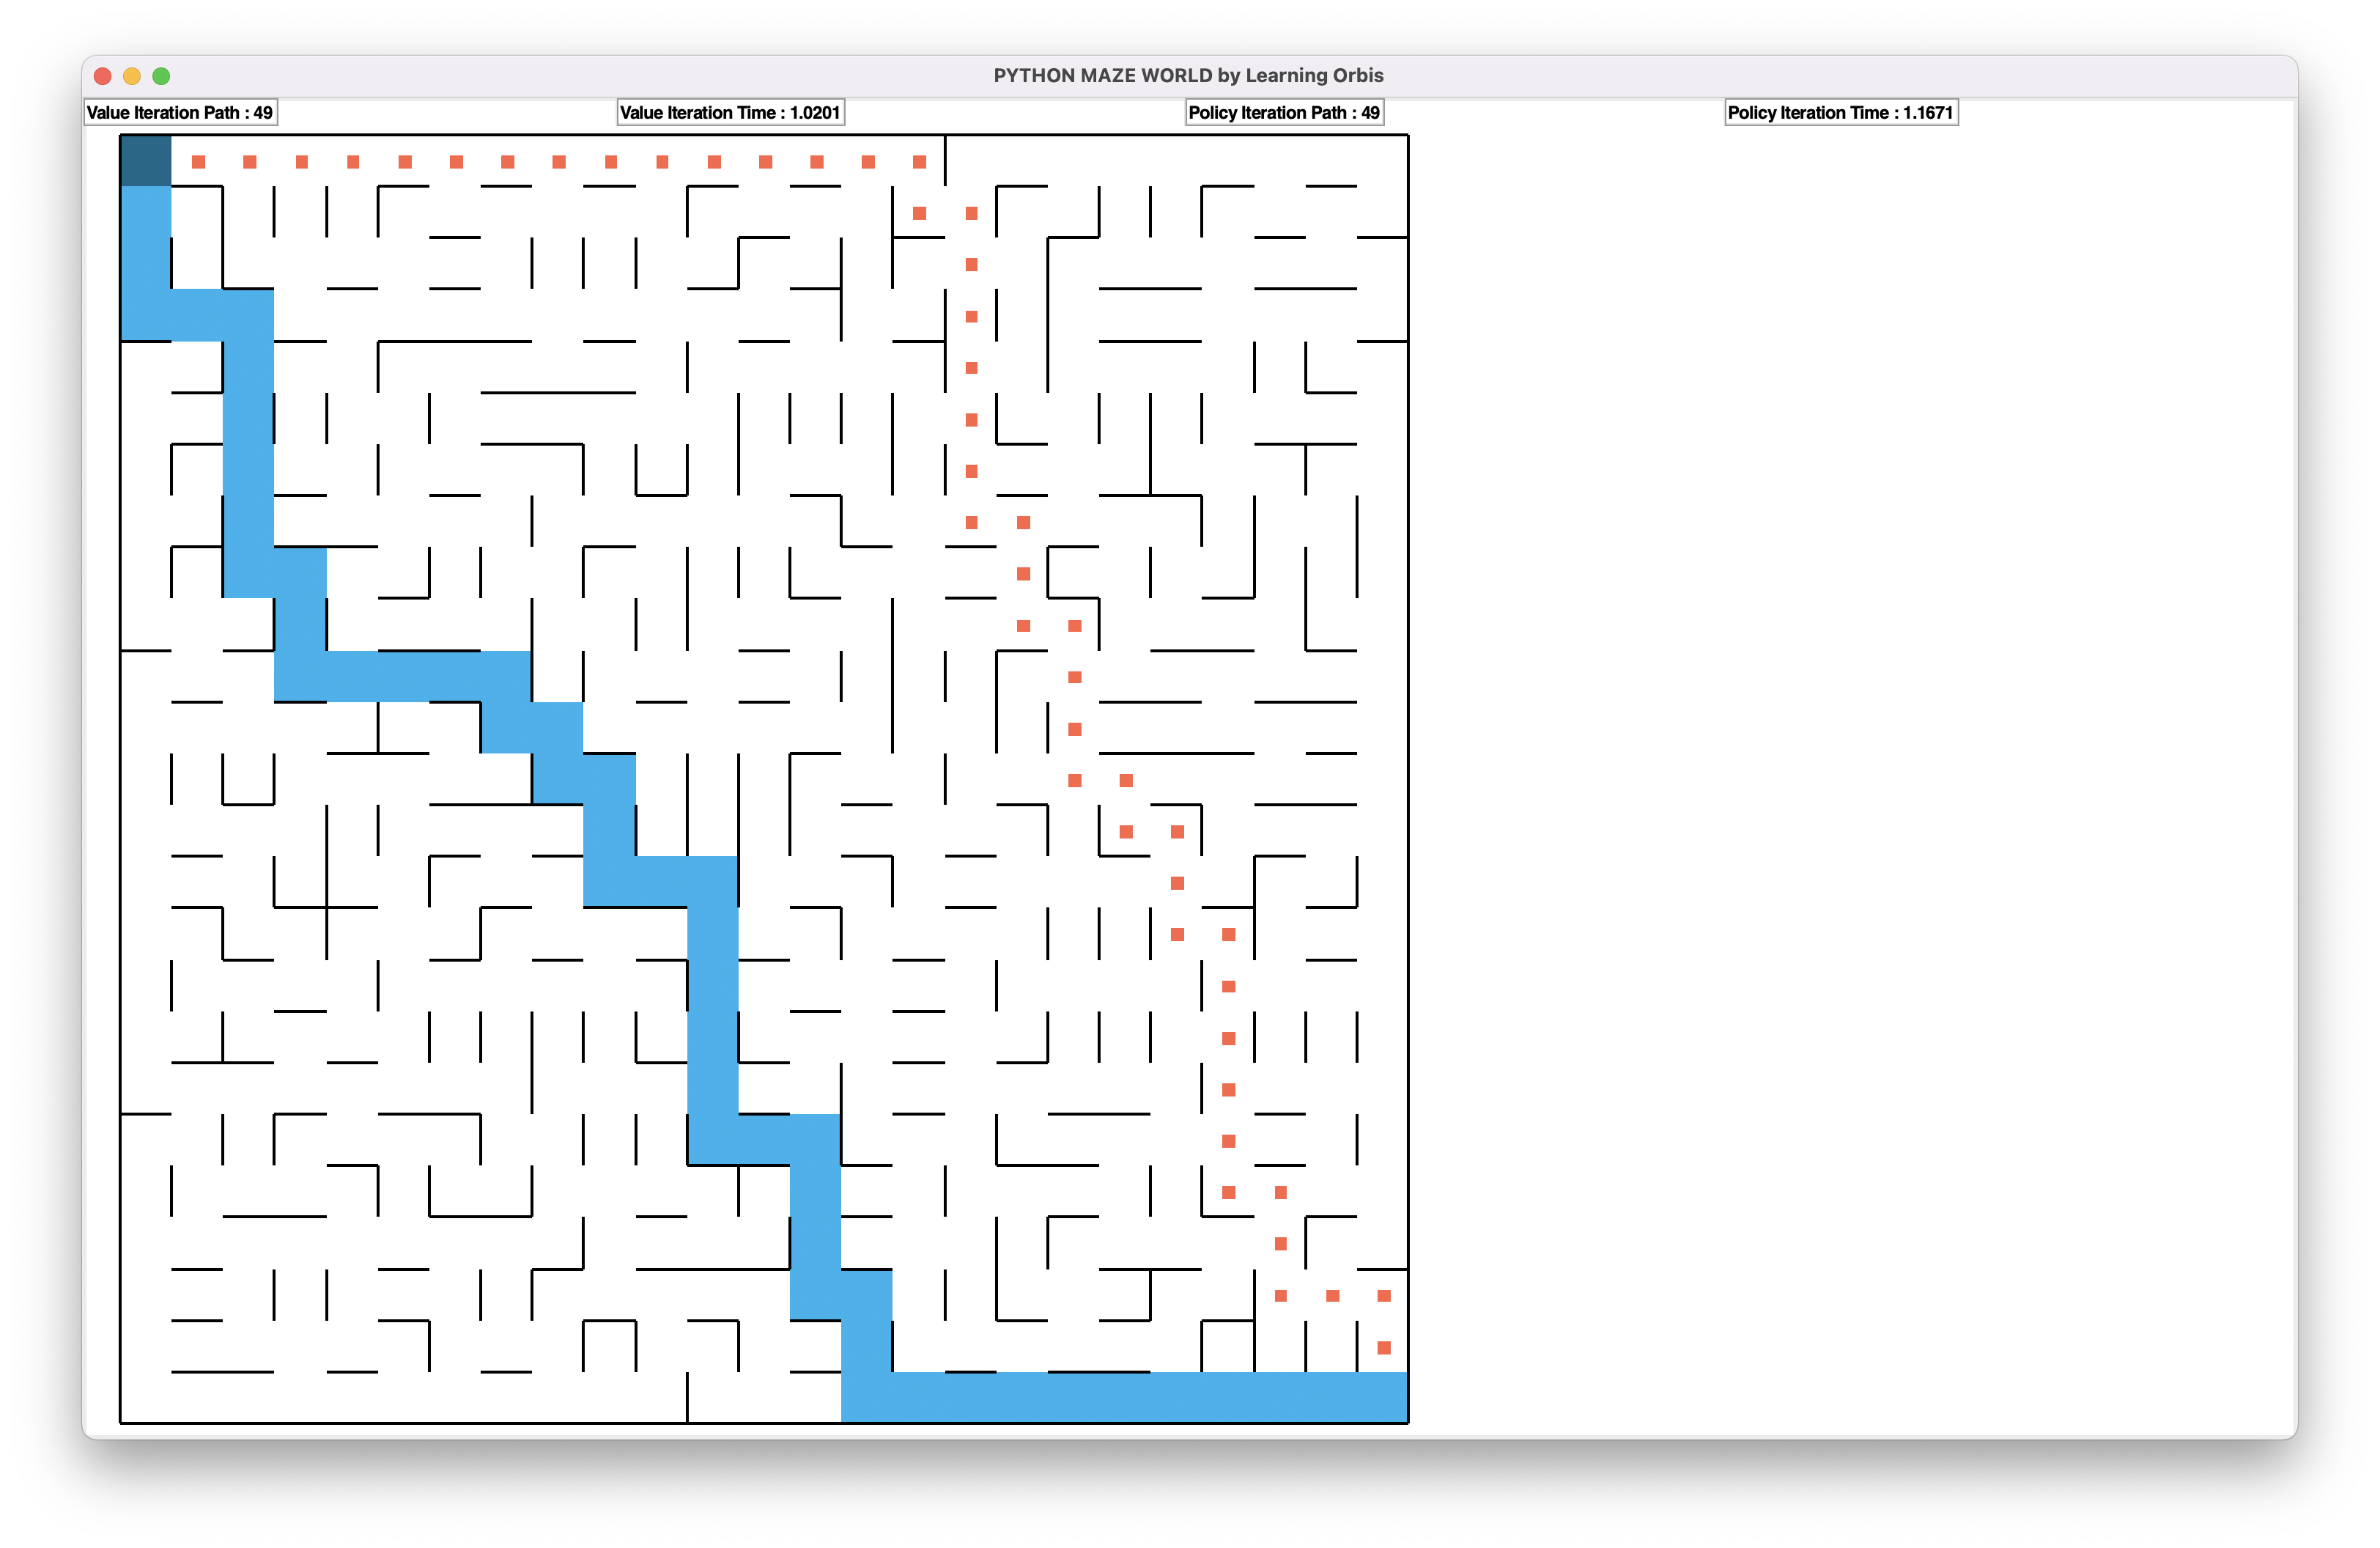 PYTHON MAZE WORLD by Learning Orbis
Value Iteration Path : 49
Value Iteration Time : 1.0201
Policy Iteration Path : 49
Policy Iteration Time : 1.1671